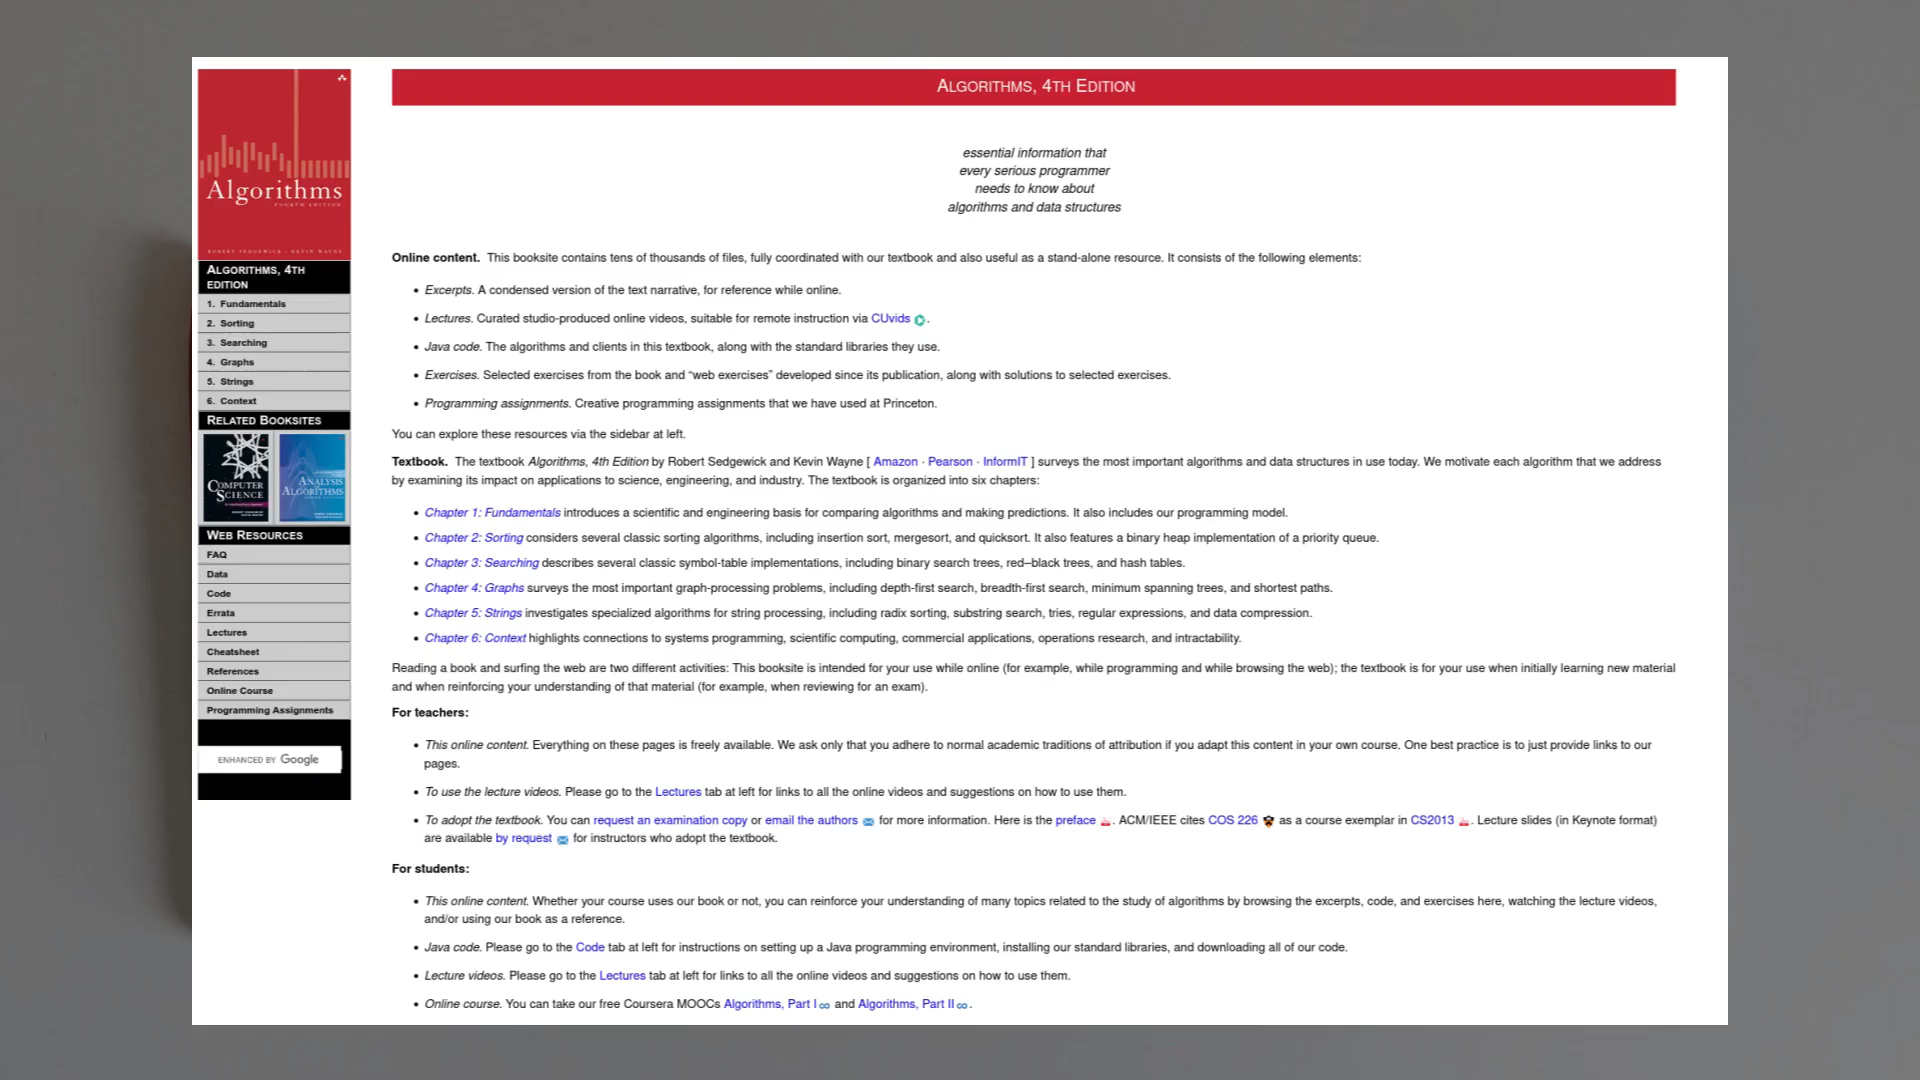 Algorithms
FOURTH EDITION
ROBERT SEDGEWICK | KEVIN WAYNE
ALGORITHMS, 4TH
EDITION
1. Fundamentals
2. Sorting
3. Searching
4. Graphs
5. Strings
6. Context
RELATED BOOKSITES
COMPUTER
SCIENCE
ANALYSIS
OF
ALGORITHMS
WEB RESOURCES
FAQ
Data
Code
Errata
Lectures
Cheatsheet
References
Online Course
Programming Assignments
ENHANCED BY Google
ALGORITHMS, 4TH EDITION
essential information that
every serious programmer
needs to know about
algorithms and data structures
Online content. This booksite contains tens of thousands of files, fully coordinated with our textbook and also useful as a stand-alone resource. It consists of the following elements:
• Excerpts. A condensed version of the text narrative, for reference while online.
• Lectures. Curated studio-produced online videos, suitable for remote instruction via CUvids.
• Java code. The algorithms and clients in this textbook, along with the standard libraries they use.
• Exercises. Selected exercises from the book and “web exercises” developed since its publication, along with solutions to selected exercises.
• Programming assignments. Creative programming assignments that we have used at Princeton.
You can explore these resources via the sidebar at left.
Textbook. The textbook Algorithms, 4th Edition by Robert Sedgewick and Kevin Wayne [ Amazon · Pearson · InformIT ] surveys the most important algorithms and data structures in use today. We motivate each algorithm that we address
by examining its impact on applications to science, engineering, and industry. The textbook is organized into six chapters:
• Chapter 1: Fundamentals introduces a scientific and engineering basis for comparing algorithms and making predictions. It also includes our programming model.
• Chapter 2: Sorting considers several classic sorting algorithms, including insertion sort, mergesort, and quicksort. It also features a binary heap implementation of a priority queue.
• Chapter 3: Searching describes several classic symbol-table implementations, including binary search trees, red–black trees, and hash tables.
• Chapter 4: Graphs surveys the most important graph-processing problems, including depth-first search, breadth-first search, minimum spanning trees, and shortest paths.
• Chapter 5: Strings investigates specialized algorithms for string processing, including radix sorting, substring search, tries, regular expressions, and data compression.
• Chapter 6: Context highlights connections to systems programming, scientific computing, commercial applications, operations research, and intractability.
Reading a book and surfing the web are two different activities: This booksite is intended for your use while online (for example, while programming and while browsing the web); the textbook is for your use when initially learning new material
and when reinforcing your understanding of that material (for example, when reviewing for an exam).
For teachers:
• This online content. Everything on these pages is freely available. We ask only that you adhere to normal academic traditions of attribution if you adapt this content in your own course. One best practice is to just provide links to our
pages.
• To use the lecture videos. Please go to the Lectures tab at left for links to all the online videos and suggestions on how to use them.
• To adopt the textbook. You can request an examination copy or email the authors for more information. Here is the preface. ACM/IEEE cites COS 226 as a course exemplar in CS2013. Lecture slides (in Keynote format)
are available by request for instructors who adopt the textbook.
For students:
• This online content. Whether your course uses our book or not, you can reinforce your understanding of many topics related to the study of algorithms by browsing the excerpts, code, and exercises here, watching the lecture videos,
and/or using our book as a reference.
• Java code. Please go to the Code tab at left for instructions on setting up a Java programming environment, installing our standard libraries, and downloading all of our code.
• Lecture videos. Please go to the Lectures tab at left for links to all the online videos and suggestions on how to use them.
• Online course. You can take our free Coursera MOOCs Algorithms, Part I and Algorithms, Part II.